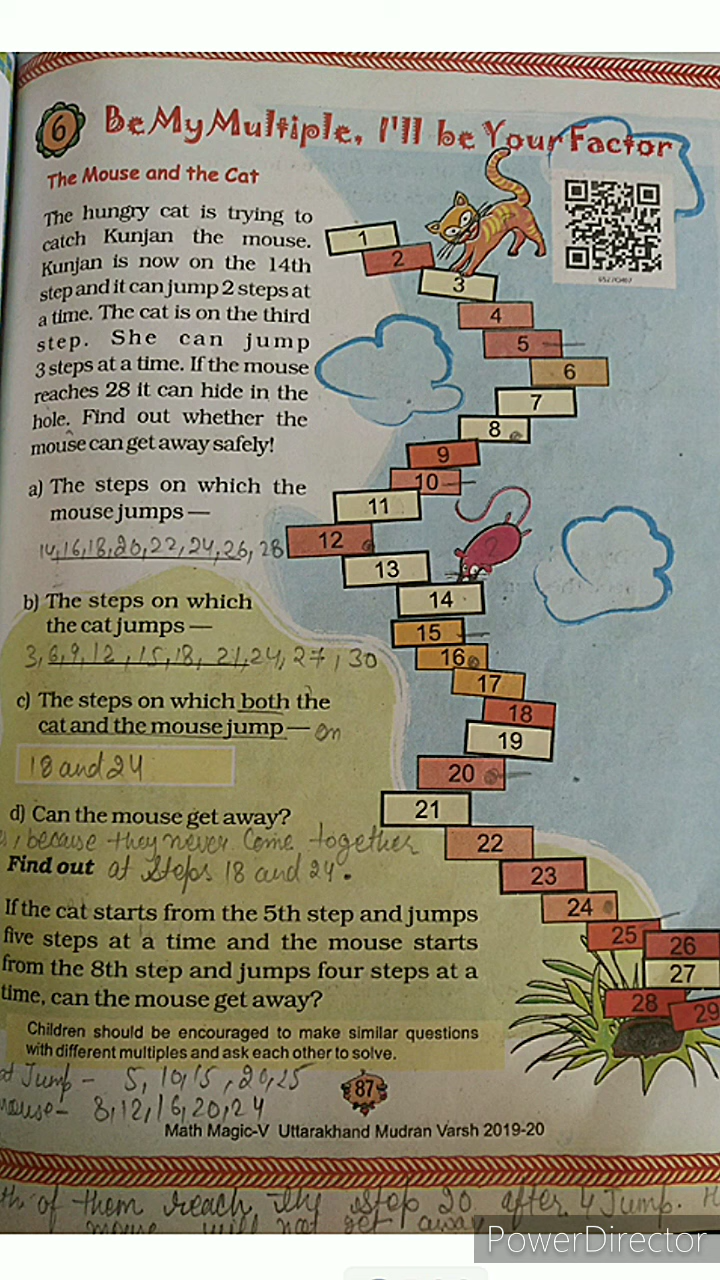 6
Be My Multiple, I'll be Your Factor
The Mouse and the Cat
The hungry cat is trying to
catch Kunjan the mouse.
Kunjan is now on the 14th
step and it can jump 2 steps at
a time. The cat is on the third
step. She can jump
3 steps at a time. If the mouse
reaches 28 it can hide in the
hole. Find out whether the
mouse can get away safely!
a) The steps on which the
mouse jumps —
14,16,18,20,22,24,26,28
b) The steps on which
the cat jumps —
3,6,9,12,15,18, 21,24,27,30
c) The steps on which both the
cat and the mouse jump — on
18 and 24
d) Can the mouse get away?
, because they never come together
Find out at steps 18 and 24.
If the cat starts from the 5th step and jumps
five steps at a time and the mouse starts
from the 8th step and jumps four steps at a
time, can the mouse get away?
Children should be encouraged to make similar questions
with different multiples and ask each other to solve.
Jump - 5, 10, 15, 20, 25
8,12,16,20,24
87
Math Magic-V Uttarakhand Mudran Varsh 2019-20
of them reach the step 20 after 4 Jump.
mouse will not get away
1
2
3
4
5
6
7
8
9
10
11
12
13
14
15
16
17
18
19
20
21
22
23
24
25
26
27
28
29
PowerDirector